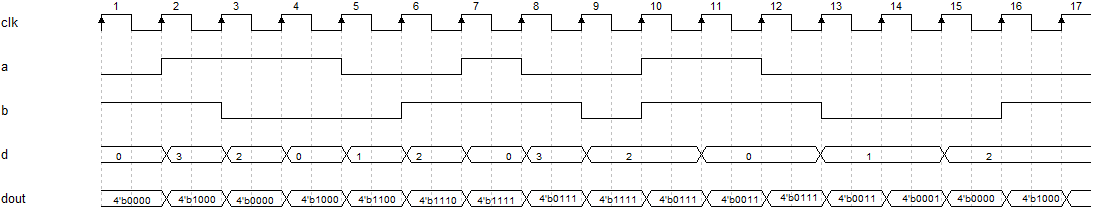 1 2 3 4 5 6 7 8 9 10 11 12 13 14 15 16 17
clk
a
b
d 0 3 2 0 1 2 0 3 2 0 1 2
dout 4'b0000 4'b1000 4'b0000 4'b1000 4'b1100 4'b1110 4'b1111 4'b0111 4'b1111 4'b0111 4'b0011 4'b0111 4'b0011 4'b0001 4'b0000 4'b1000